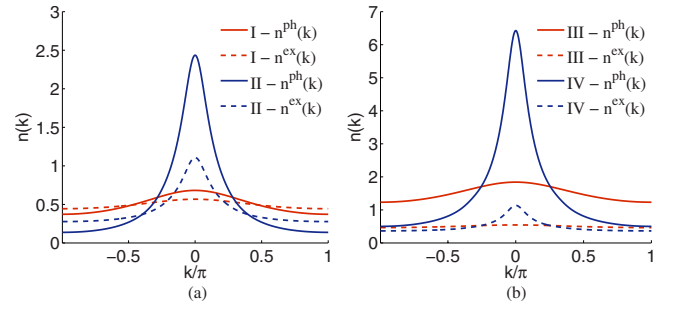 3
2.5
2
1.5
1
0.5
0
n(k)
I – n^ph(k)
I – n^ex(k)
II – n^ph(k)
II – n^ex(k)
−0.5
0
0.5
1
k/π
(a)
7
6
5
4
3
2
1
0
n(k)
III – n^ph(k)
III – n^ex(k)
IV – n^ph(k)
IV – n^ex(k)
−0.5
0
0.5
1
k/π
(b)